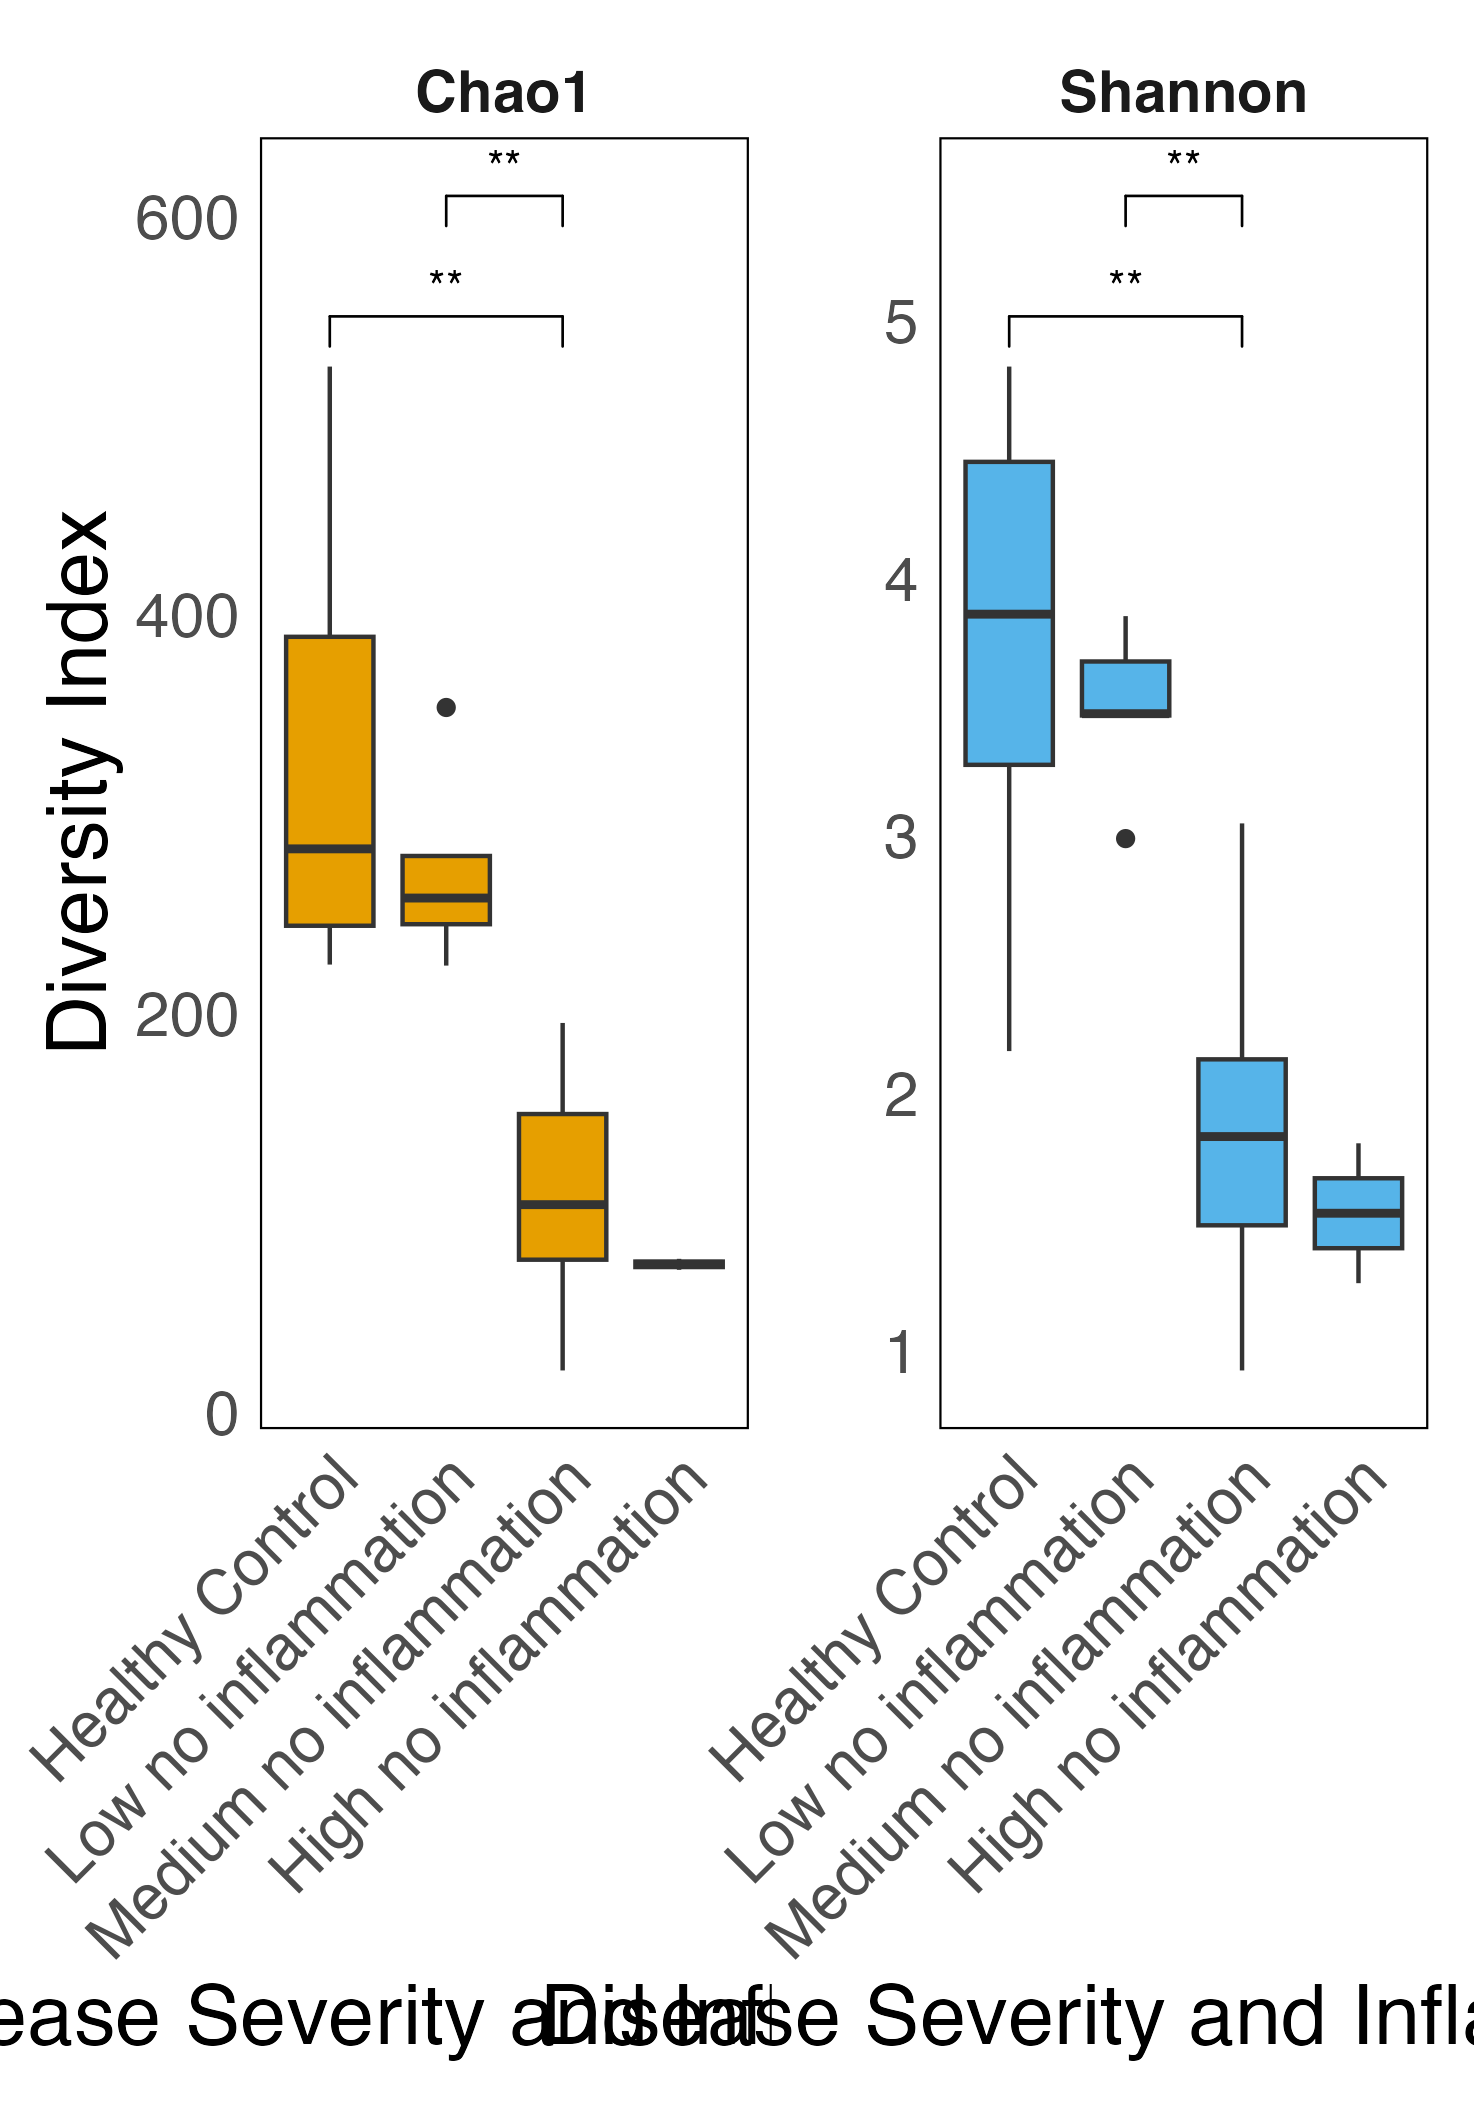 Chao1
**
**
600
400
200
0
Diversity Index
Healthy Control
Low no inflammation
Medium no inflammation
High no inflammation
Shannon
**
**
5
4
3
2
1
Healthy Control
Low no inflammation
Medium no inflammation
High no inflammation
ease Severity and Infl
Disease Severity and Infla